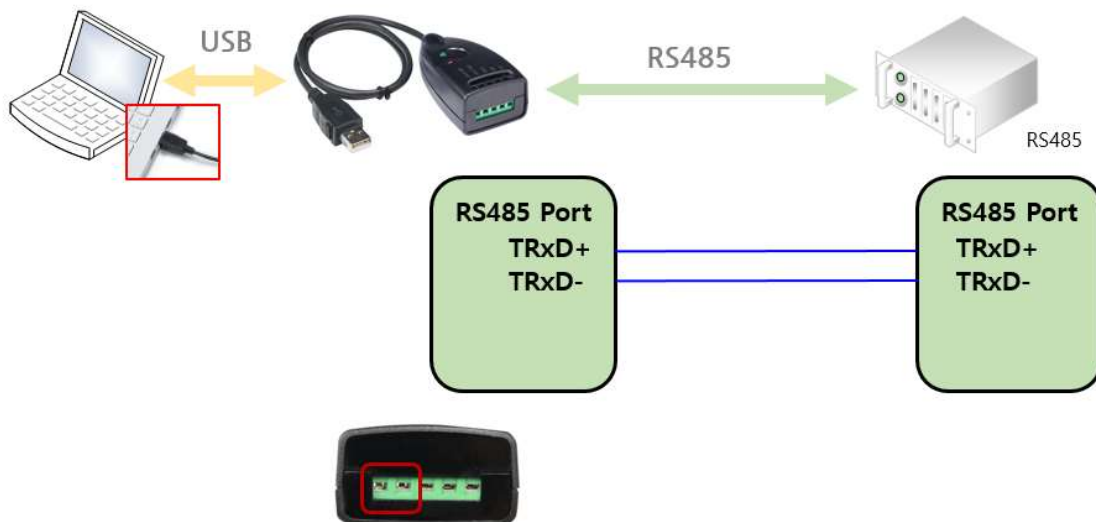 USB
RS485
RS485
RS485 Port
TRxD+
TRxD-
RS485 Port
TRxD+
TRxD-